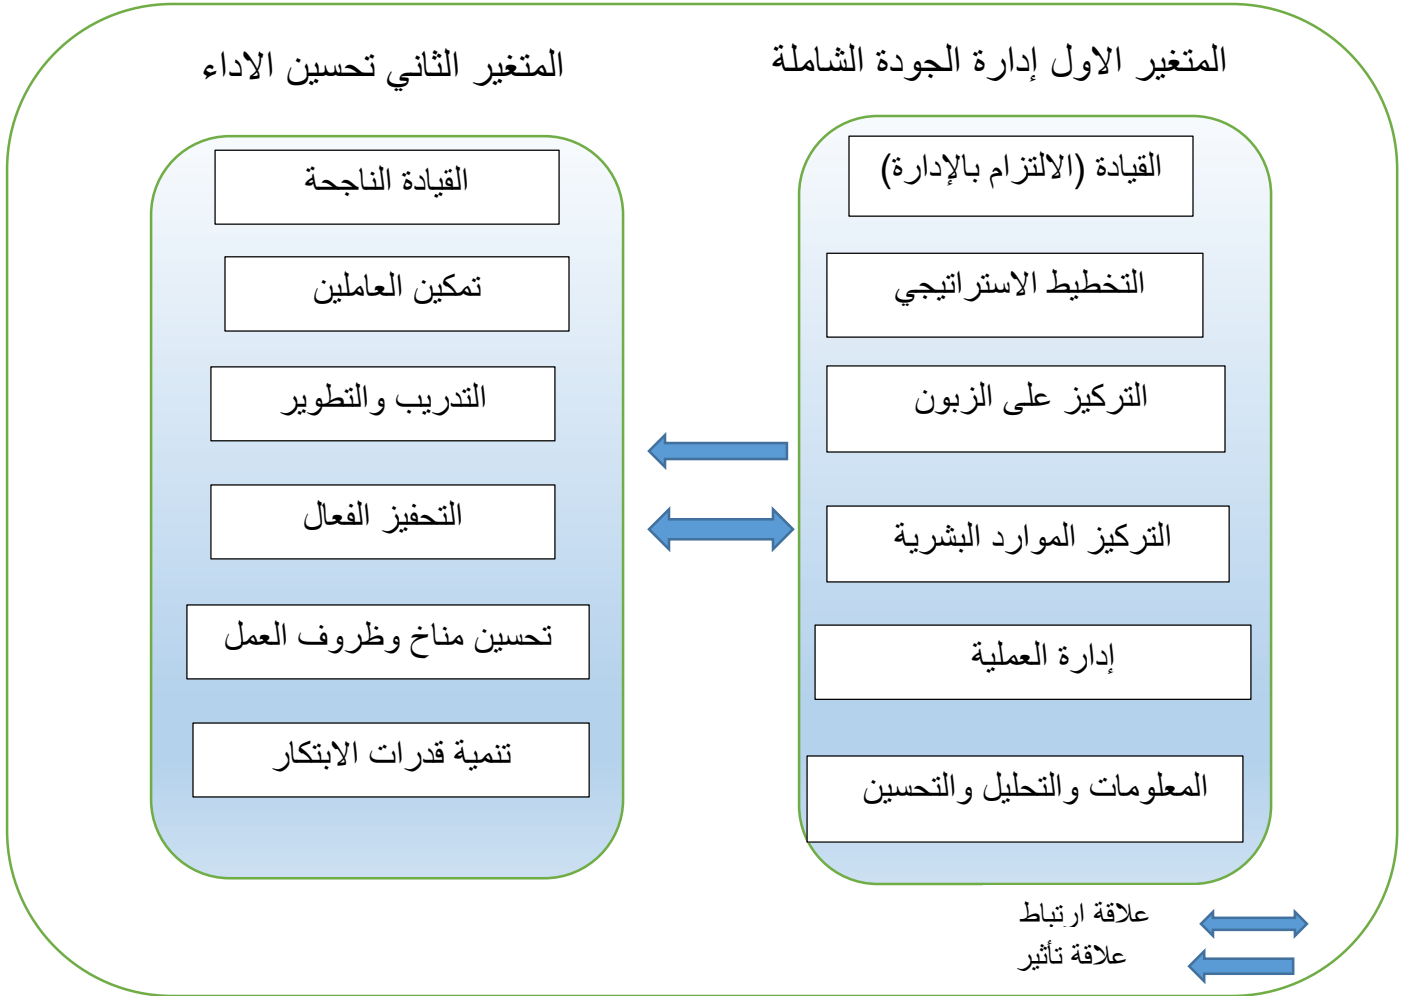 المتغير الاول إدارة الجودة الشاملة
القيادة (الالتزام بالإدارة)
التخطيط الاستراتيجي
التركيز على الزبون
التركيز الموارد البشرية
إدارة العملية
المعلومات والتحليل والتحسين
المتغير الثاني تحسين الاداء
القيادة الناجحة
تمكين العاملين
التدريب والتطوير
التحفيز الفعال
تحسين مناخ وظروف العمل
تنمية قدرات الابتكار
علاقة ارتباط
علاقة تأثير